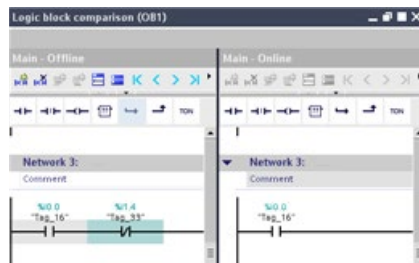 Logic block comparison (OB1)
Main - Offline
Main - Online
TON
TON
Network 3:
Comment
Network 3:
Comment
%I0.0
"Tag_16"
%I1.4
"Tag_33"
%I0.0
"Tag_16"